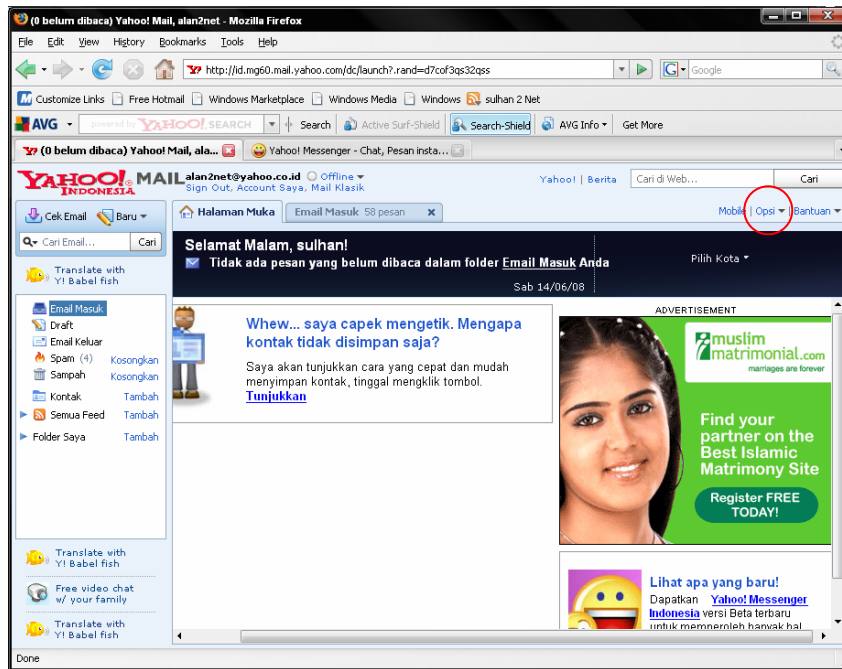 (0 belum dibaca) Yahoo! Mail, alan2net - Mozilla Firefox
File Edit View History Bookmarks Tools Help
http://id.mg60.mail.yahoo.com/dc/launch?.rand=d7cof3qs32qss
G Google
Customize Links Free Hotmail Windows Marketplace Windows Media Windows sulhan 2 Net
AVG powered by YAHOO! SEARCH Search Active Surf-Shield Search-Shield AVG Info Get More
(0 belum dibaca) Yahoo! Mail, ala... Yahoo! Messenger - Chat, Pesan insta...
YAHOO! MAIL
INDONESIA
alan2net@yahoo.co.id Offline
Sign Out, Account Saya, Mail Klasik
Yahoo! | Berita Cari di Web... Cari
Cek Email Baru
Halaman Muka Email Masuk 58 pesan x
Mobile | Opsi | Bantuan
Cari Email... Cari
Translate with
Y! Babel fish
Email Masuk
Draft
Email Keluar
Spam (4) Kosongkan
Sampah Kosongkan
Kontak Tambah
Semua Feed Tambah
Folder Saya Tambah
Translate with
Y! Babel fish
Free video chat
w/ your family
Translate with
Y! Babel fish
Selamat Malam, sulhan!
Tidak ada pesan yang belum dibaca dalam folder Email Masuk Anda
Sab 14/06/08
Pilih Kota
Whew... saya capek mengetik. Mengapa
kontak tidak disimpan saja?
Saya akan tunjukkan cara yang cepat dan mudah
menyimpan kontak, tinggal mengklik tombol.
Tunjukkan
ADVERTISEMENT
muslim
matrimonial.com
marriages are forever
Find your
partner on the
Best Islamic
Matrimony Site
Register FREE
TODAY!
Lihat apa yang baru!
Dapatkan Yahoo! Messenger
Indonesia versi Beta terbaru
untuk memperoleh banyak hal
Done